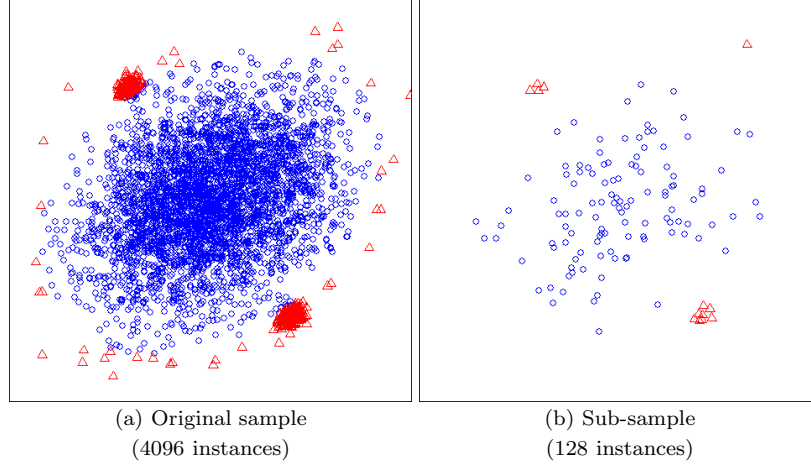 (a) Original sample
(4096 instances)
(b) Sub-sample
(128 instances)